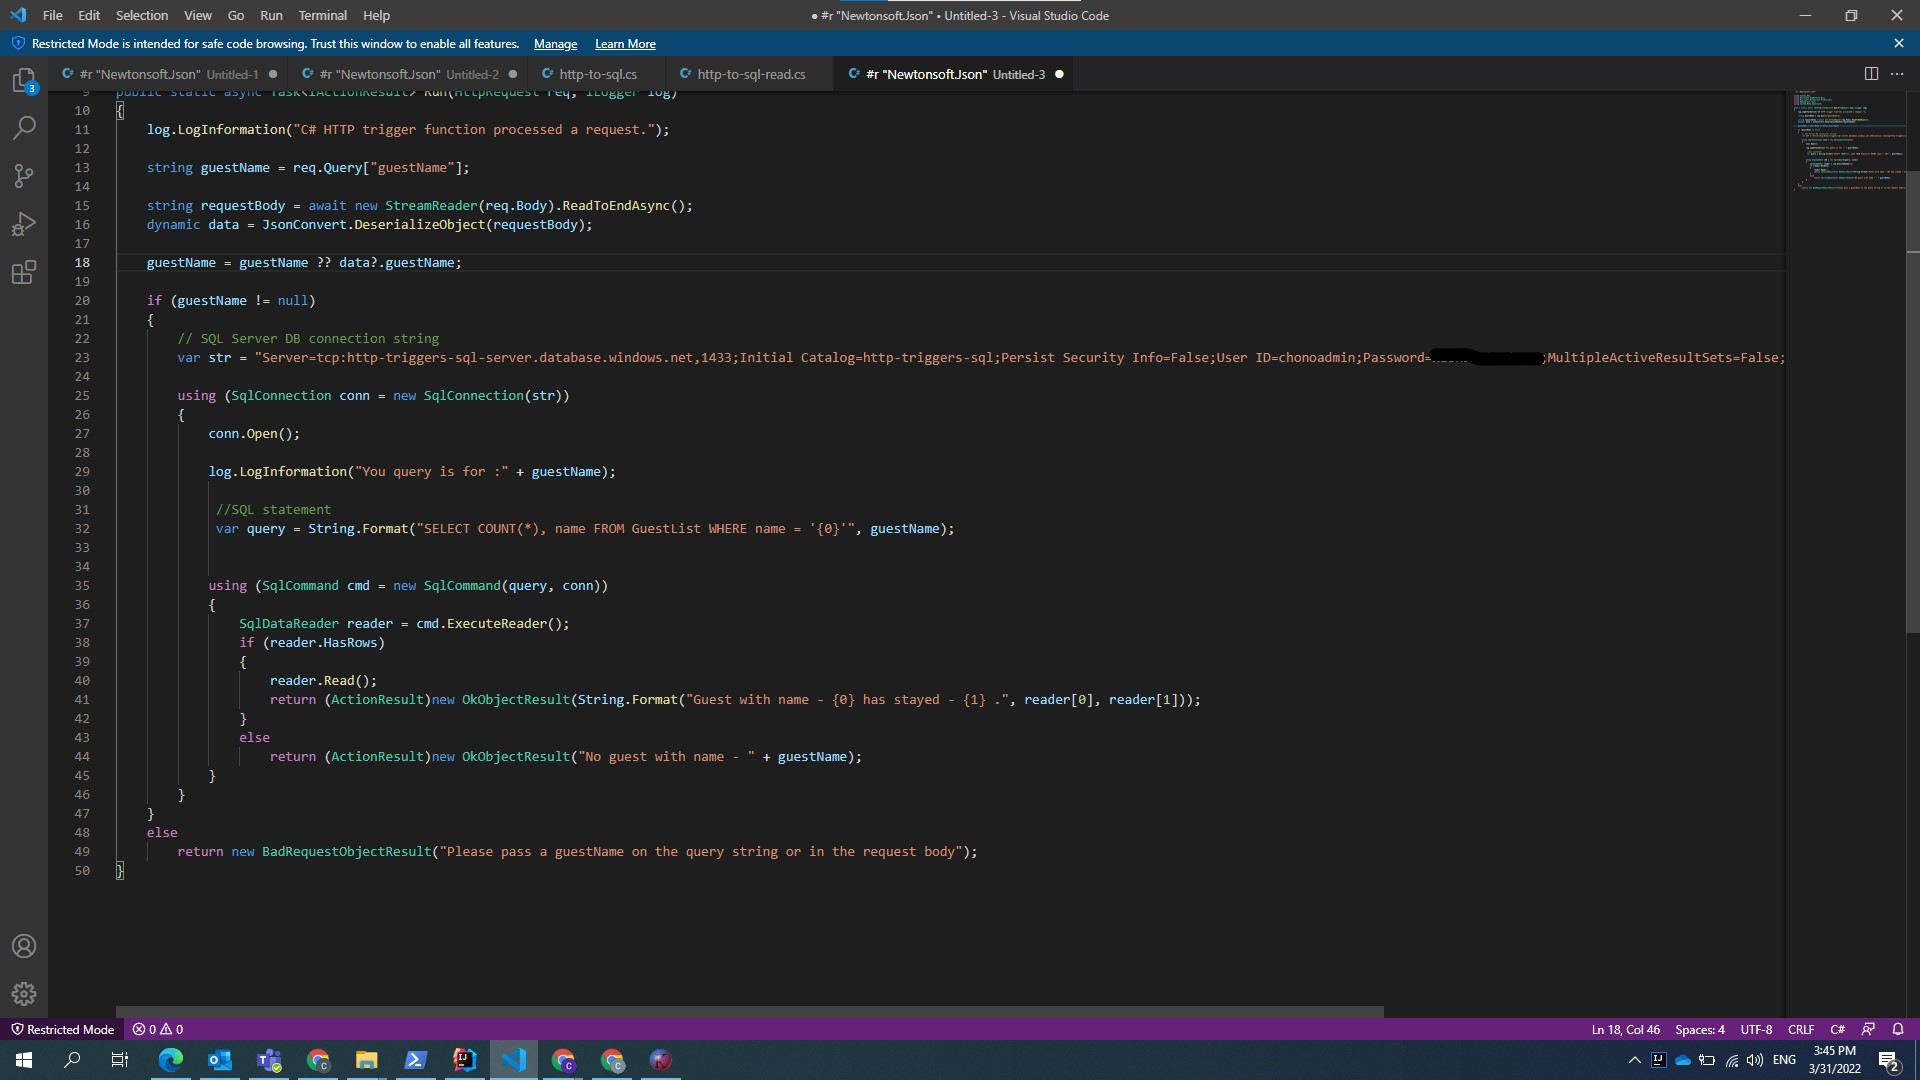 File Edit Selection View Go Run Terminal Help
● #r "Newtonsoft.Json" • Untitled-3 - Visual Studio Code
Restricted Mode is intended for safe code browsing. Trust this window to enable all features. Manage Learn More
#r "Newtonsoft.Json" Untitled-1 ● #r "Newtonsoft.Json" Untitled-2 ● http-to-sql.cs http-to-sql-read.cs #r "Newtonsoft.Json" Untitled-3 ●
3
9 public static async Task<IActionResult> Run(HttpRequest req, ILogger log)
10 {
11 log.LogInformation("C# HTTP trigger function processed a request.");
12
13 string guestName = req.Query["guestName"];
14
15 string requestBody = await new StreamReader(req.Body).ReadToEndAsync();
16 dynamic data = JsonConvert.DeserializeObject(requestBody);
17
18 guestName = guestName ?? data?.guestName;
19
20 if (guestName != null)
21 {
22 // SQL Server DB connection string
23 var str = "Server=tcp:http-triggers-sql-server.database.windows.net,1433;Initial Catalog=http-triggers-sql;Persist Security Info=False;User ID=chonoadmin;Password= ;MultipleActiveResultSets=False;
24
25 using (SqlConnection conn = new SqlConnection(str))
26 {
27 conn.Open();
28
29 log.LogInformation("You query is for :" + guestName);
30
31 //SQL statement
32 var query = String.Format("SELECT COUNT(*), name FROM GuestList WHERE name = '{0}'", guestName);
33
34
35 using (SqlCommand cmd = new SqlCommand(query, conn))
36 {
37 SqlDataReader reader = cmd.ExecuteReader();
38 if (reader.HasRows)
39 {
40 reader.Read();
41 return (ActionResult)new OkObjectResult(String.Format("Guest with name - {0} has stayed - {1} .", reader[0], reader[1]));
42 }
43 else
44 return (ActionResult)new OkObjectResult("No guest with name - " + guestName);
45 }
46 }
47 }
48 else
49 return new BadRequestObjectResult("Please pass a guestName on the query string or in the request body");
50 }
Restricted Mode 0 0 Ln 18, Col 46 Spaces: 4 UTF-8 CRLF C#
ENG 3:45 PM
3/31/2022 2